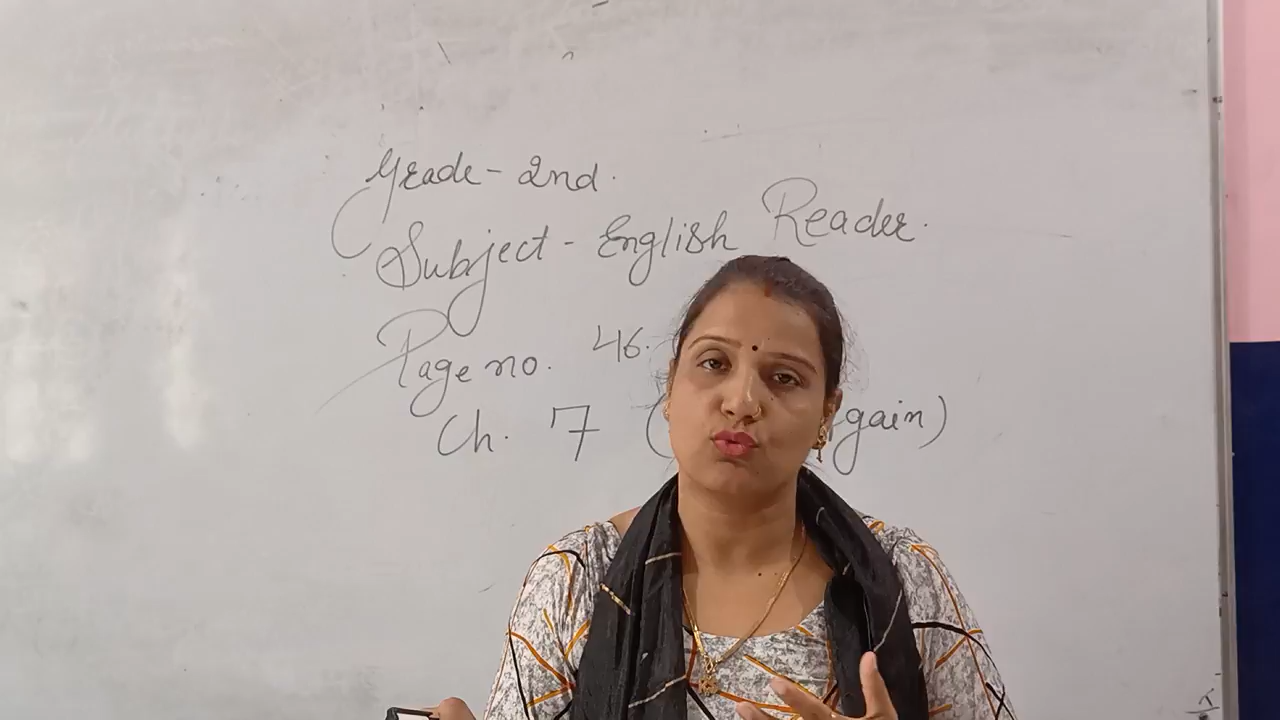 Grade - 2nd.
Subject - English Reader.
Page no. 46.
Ch. 7 ( gain)